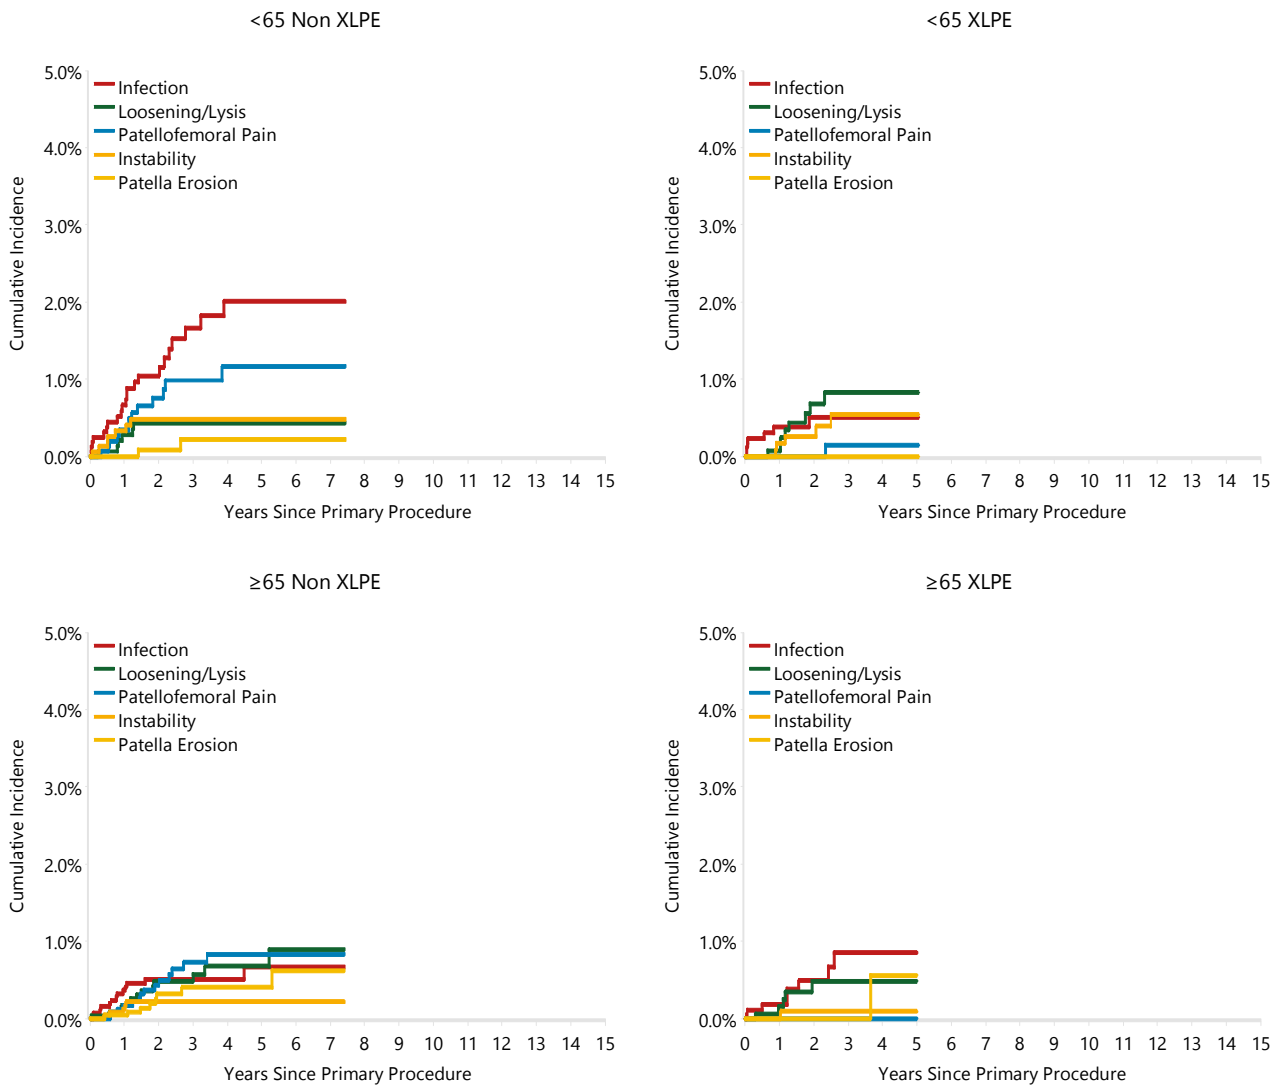 <65 Non XLPE
5.0%
4.0%
3.0%
2.0%
1.0%
0.0%
Cumulative Incidence
Infection
Loosening/Lysis
Patellofemoral Pain
Instability
Patella Erosion
0 1 2 3 4 5 6 7 8 9 10 11 12 13 14 15
Years Since Primary Procedure
<65 XLPE
5.0%
4.0%
3.0%
2.0%
1.0%
0.0%
Cumulative Incidence
Infection
Loosening/Lysis
Patellofemoral Pain
Instability
Patella Erosion
0 1 2 3 4 5 6 7 8 9 10 11 12 13 14 15
Years Since Primary Procedure
≥65 Non XLPE
5.0%
4.0%
3.0%
2.0%
1.0%
0.0%
Cumulative Incidence
Infection
Loosening/Lysis
Patellofemoral Pain
Instability
Patella Erosion
0 1 2 3 4 5 6 7 8 9 10 11 12 13 14 15
Years Since Primary Procedure
≥65 XLPE
5.0%
4.0%
3.0%
2.0%
1.0%
0.0%
Cumulative Incidence
Infection
Loosening/Lysis
Patellofemoral Pain
Instability
Patella Erosion
0 1 2 3 4 5 6 7 8 9 10 11 12 13 14 15
Years Since Primary Procedure